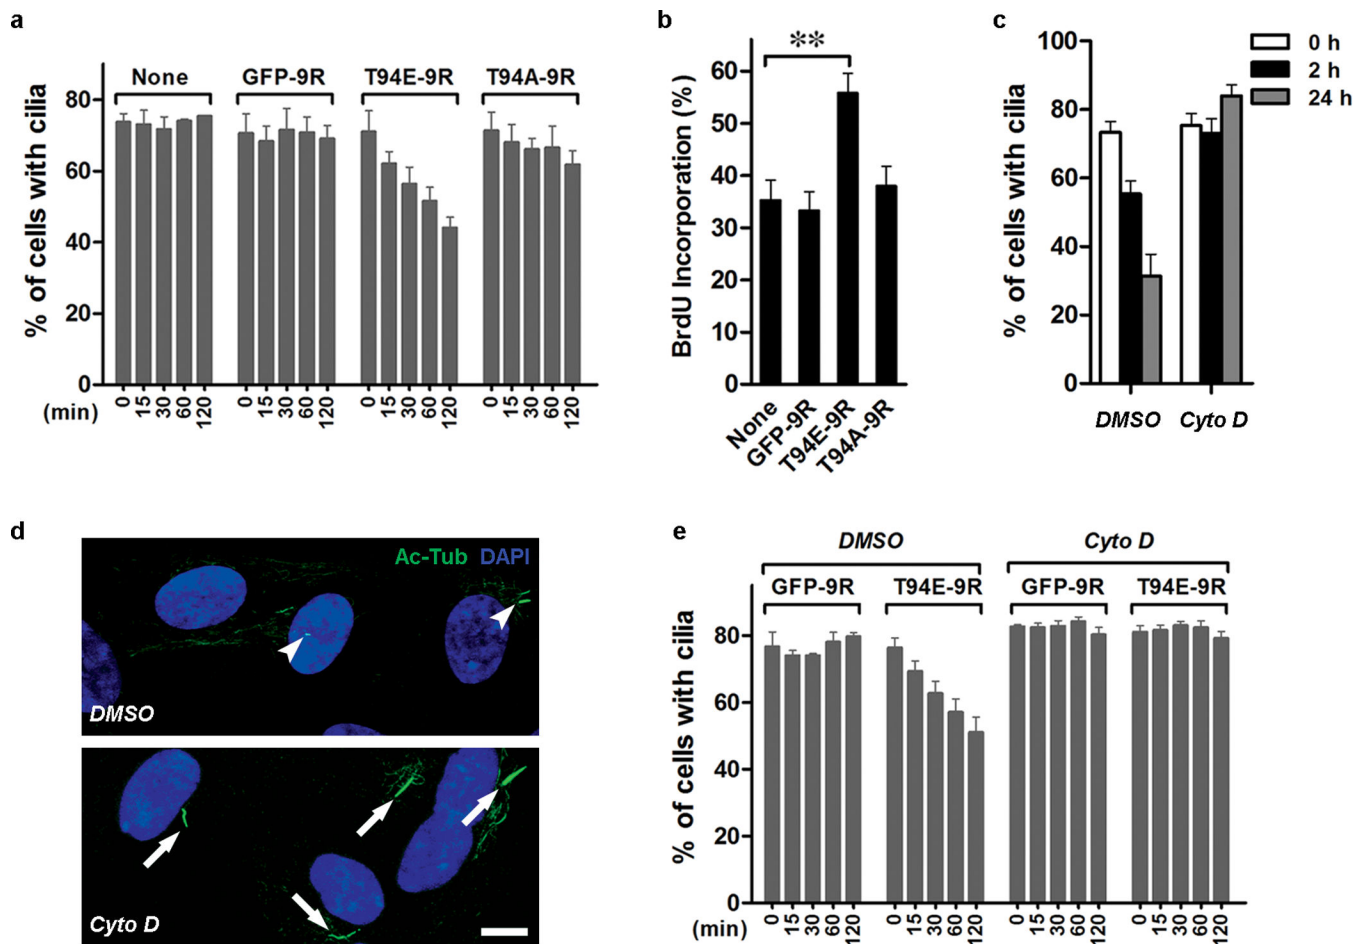 a
None GFP-9R T94E-9R T94A-9R
% of cells with cilia
80
60
40
20
0
(min) 0 15 30 60 120 0 15 30 60 120 0 15 30 60 120 0 15 30 60 120
b
**
BrdU Incorporation (%)
60
50
40
30
20
10
0
None GFP-9R T94E-9R T94A-9R
c
% of cells with cilia
100
80
60
40
20
0
DMSO Cyto D
0 h
2 h
24 h
d
Ac-Tub DAPI
DMSO
Cyto D
e
DMSO Cyto D
GFP-9R T94E-9R GFP-9R T94E-9R
% of cells with cilia
80
60
40
20
0
(min) 0 15 30 60 120 0 15 30 60 120 0 15 30 60 120 0 15 30 60 120